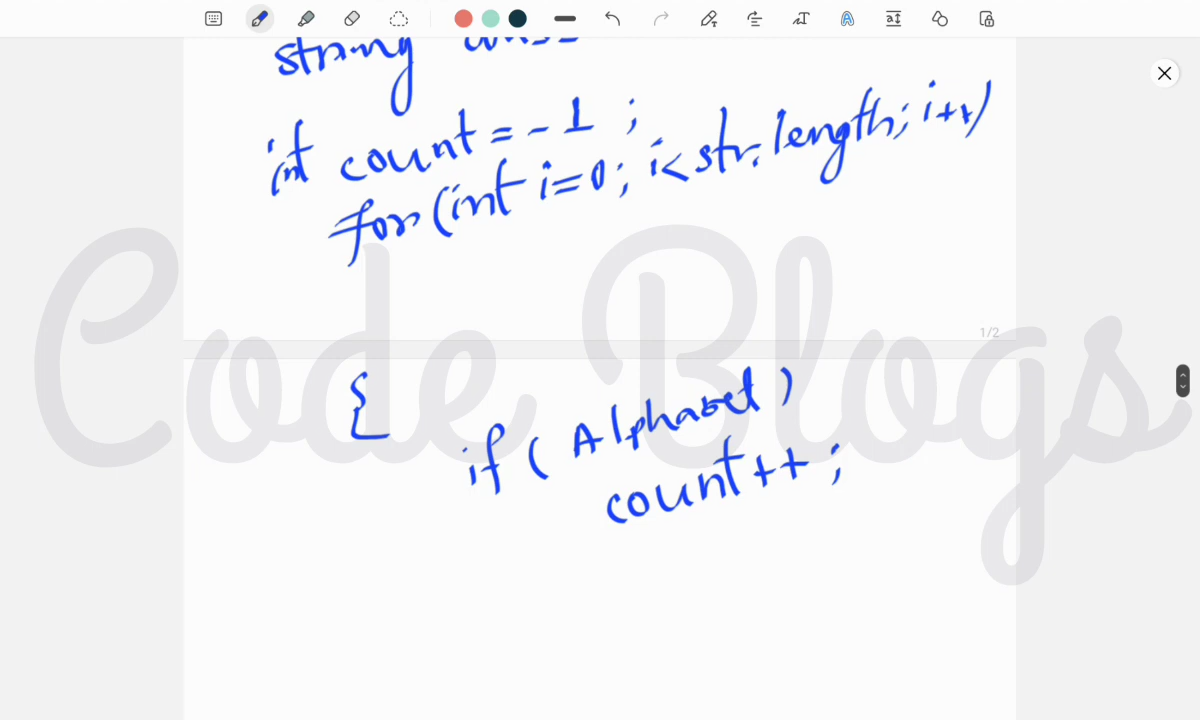 string
int count = -1 ;
for (int i=0; i< str.length; i++)
1/2
{
if ( Alphabet )
count++ ;
Code Blogs